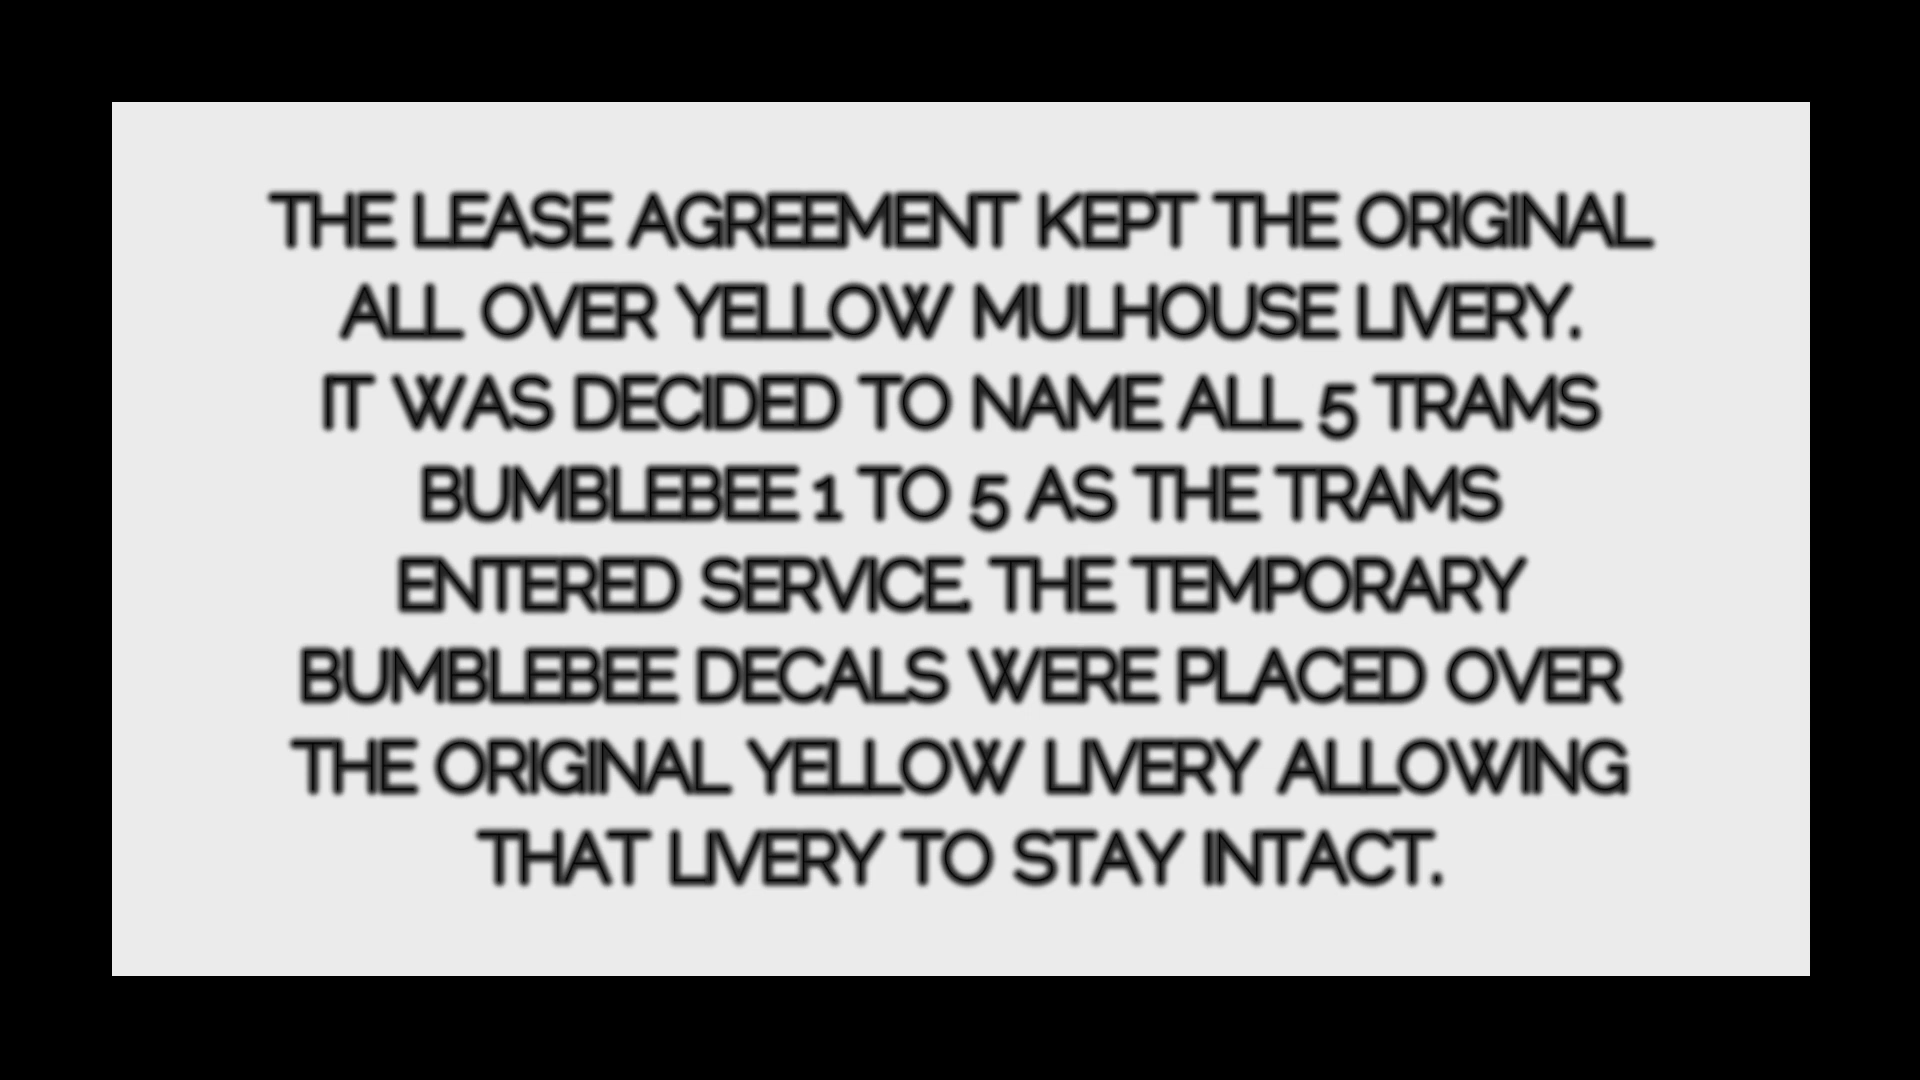 THE LEASE AGREEMENT KEPT THE ORIGINAL
ALL OVER YELLOW MULHOUSE LIVERY.
IT WAS DECIDED TO NAME ALL 5 TRAMS
BUMBLEBEE 1 TO 5 AS THE TRAMS
ENTERED SERVICE. THE TEMPORARY
BUMBLEBEE DECALS WERE PLACED OVER
THE ORIGINAL YELLOW LIVERY ALLOWING
THAT LIVERY TO STAY INTACT.